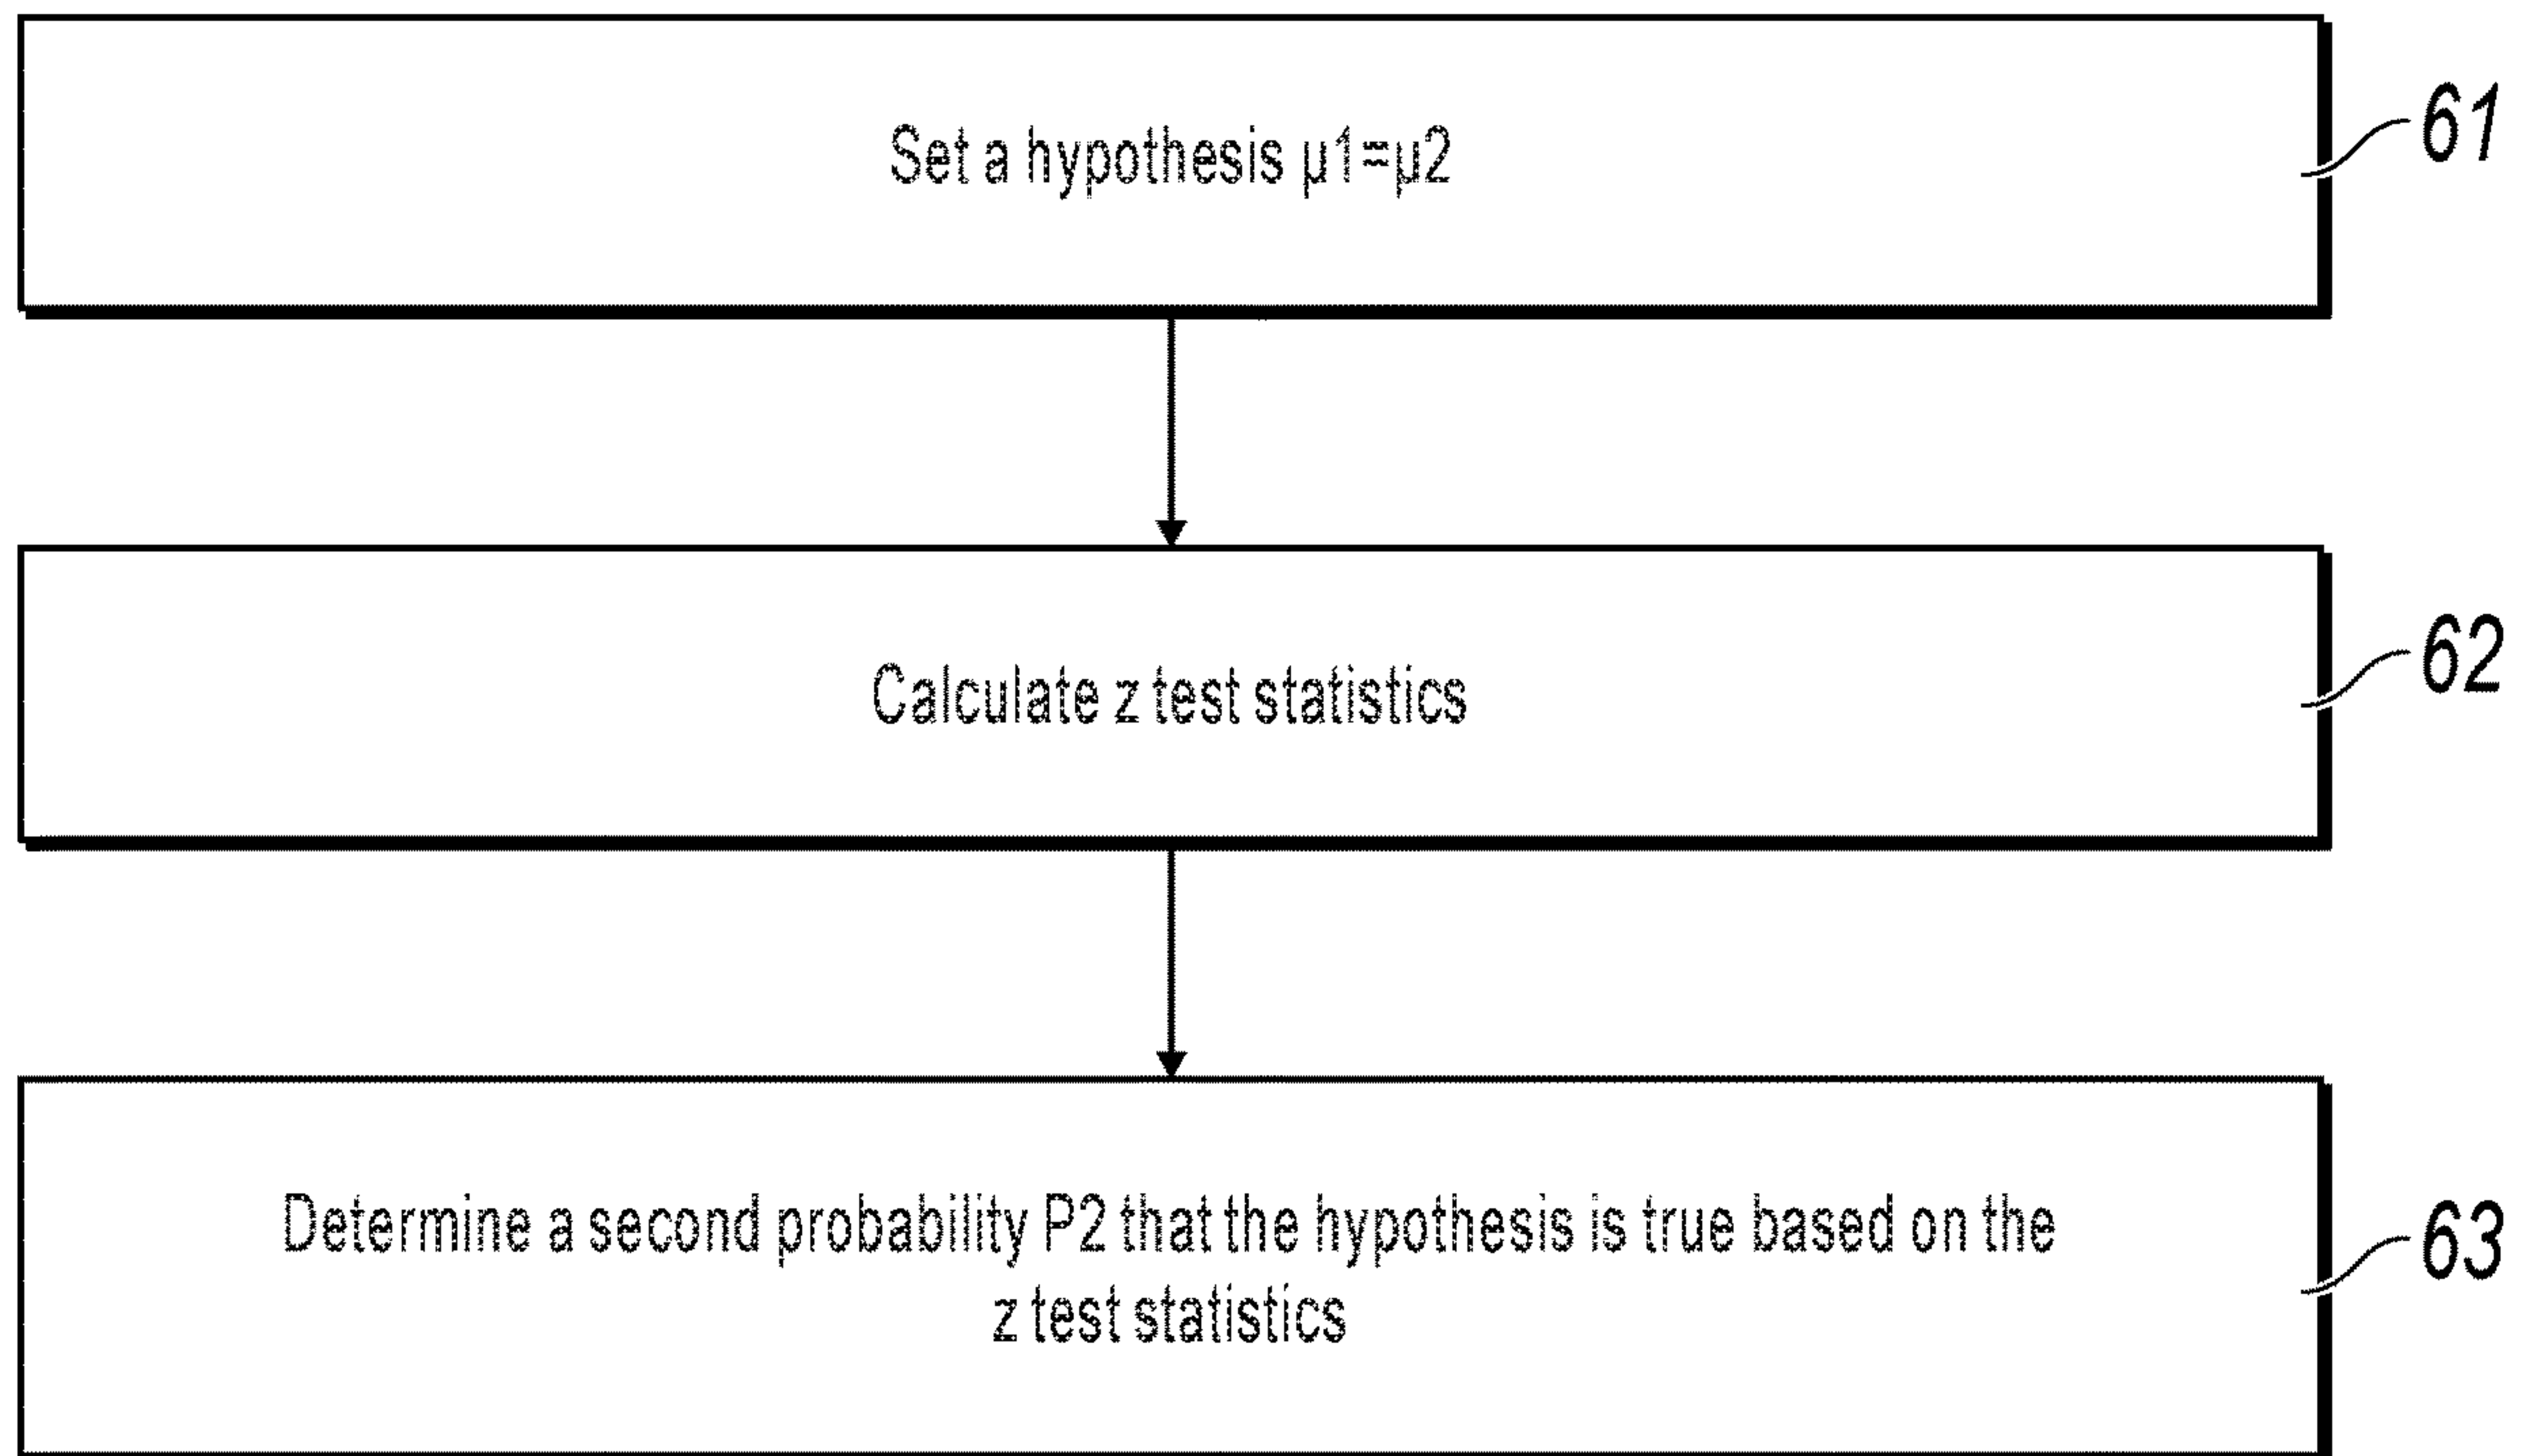 Set a hypothesis µ1=µ2
61
Calculate z test statistics
62
Determine a second probability P2 that the hypothesis is true based on the
z test statistics
63